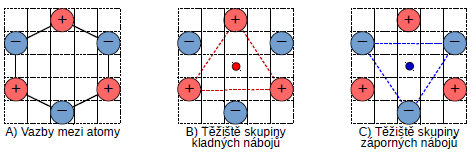 +
− −
+ +
−
A) Vazby mezi atomy
+
− −
+ +
−
B) Těžiště skupiny
kladných nábojů
+
− −
+ +
−
C) Těžiště skupiny
záporných nábojů